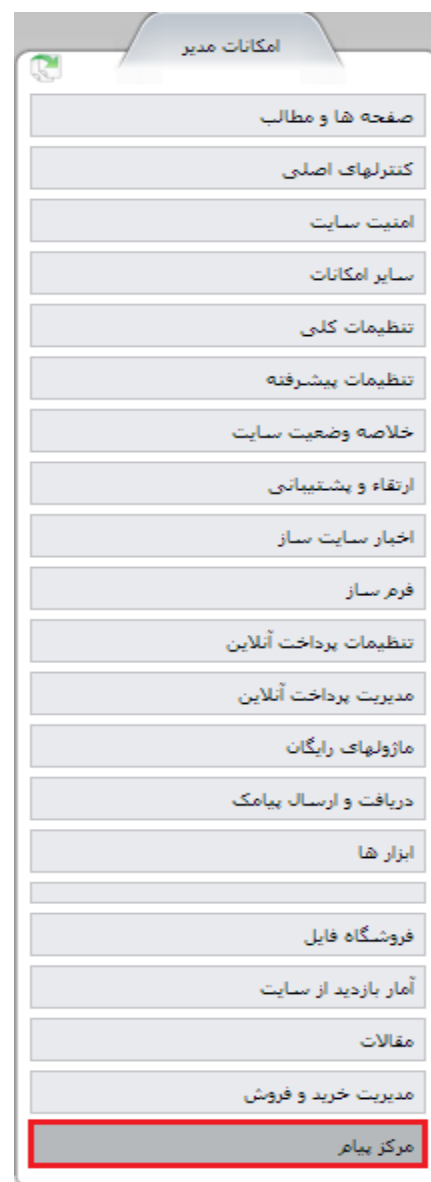 امکانات مدیر
صفحه ها و مطالب
کنترلهای اصلی
امنیت سایت
سایر امکانات
تنظیمات کلی
تنظیمات پیشرفته
خلاصه وضعیت سایت
ارتقاء و پشتیبانی
اخبار سایت ساز
فرم ساز
تنظیمات پرداخت آنلاین
مدیریت پرداخت آنلاین
ماژولهای رایگان
دریافت و ارسال پیامک
ابزار ها
فروشگاه فایل
آمار بازدید از سایت
مقالات
مدیریت خرید و فروش
مرکز پیام